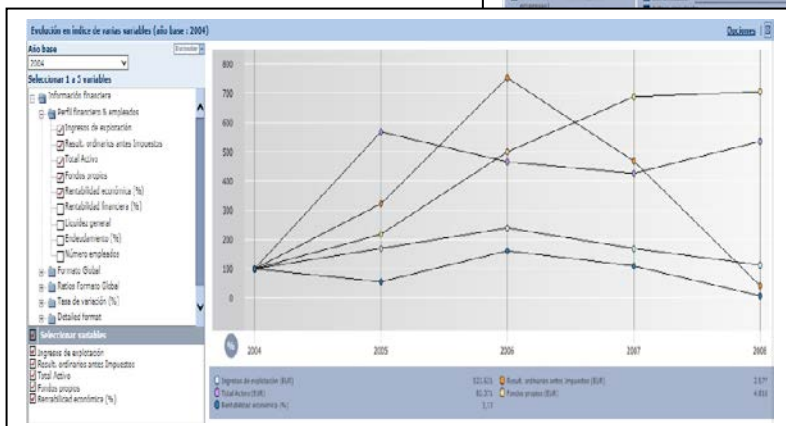 Evolución en índice de varias variables (año base : 2004)
Opciones
Año base
2004
Seleccionar 1 a 5 variables
Información financiera
Perfil financiero & empleados
Ingresos de explotación
Result. ordinarios antes Impuestos
Total Activo
Fondos propios
Rentabilidad económica (%)
Rentabilidad financiera (%)
Liquidez general
Endeudamiento (%)
Número empleados
Formato Global
Ratios Formato Global
Tasa de variación (%)
Detailed format
Seleccionar variables
Ingresos de explotación
Result. ordinarios antes Impuestos
Total Activo
Fondos propios
Rentabilidad económica (%)
800
700
600
500
400
300
200
100
0
%
2004
2005
2006
2007
2008
Ingresos de explotación (EUR)
Result. ordinarios antes Impuestos (EUR)
Total Activo (EUR)
Fondos propios (EUR)
Rentabilidad económica (%)